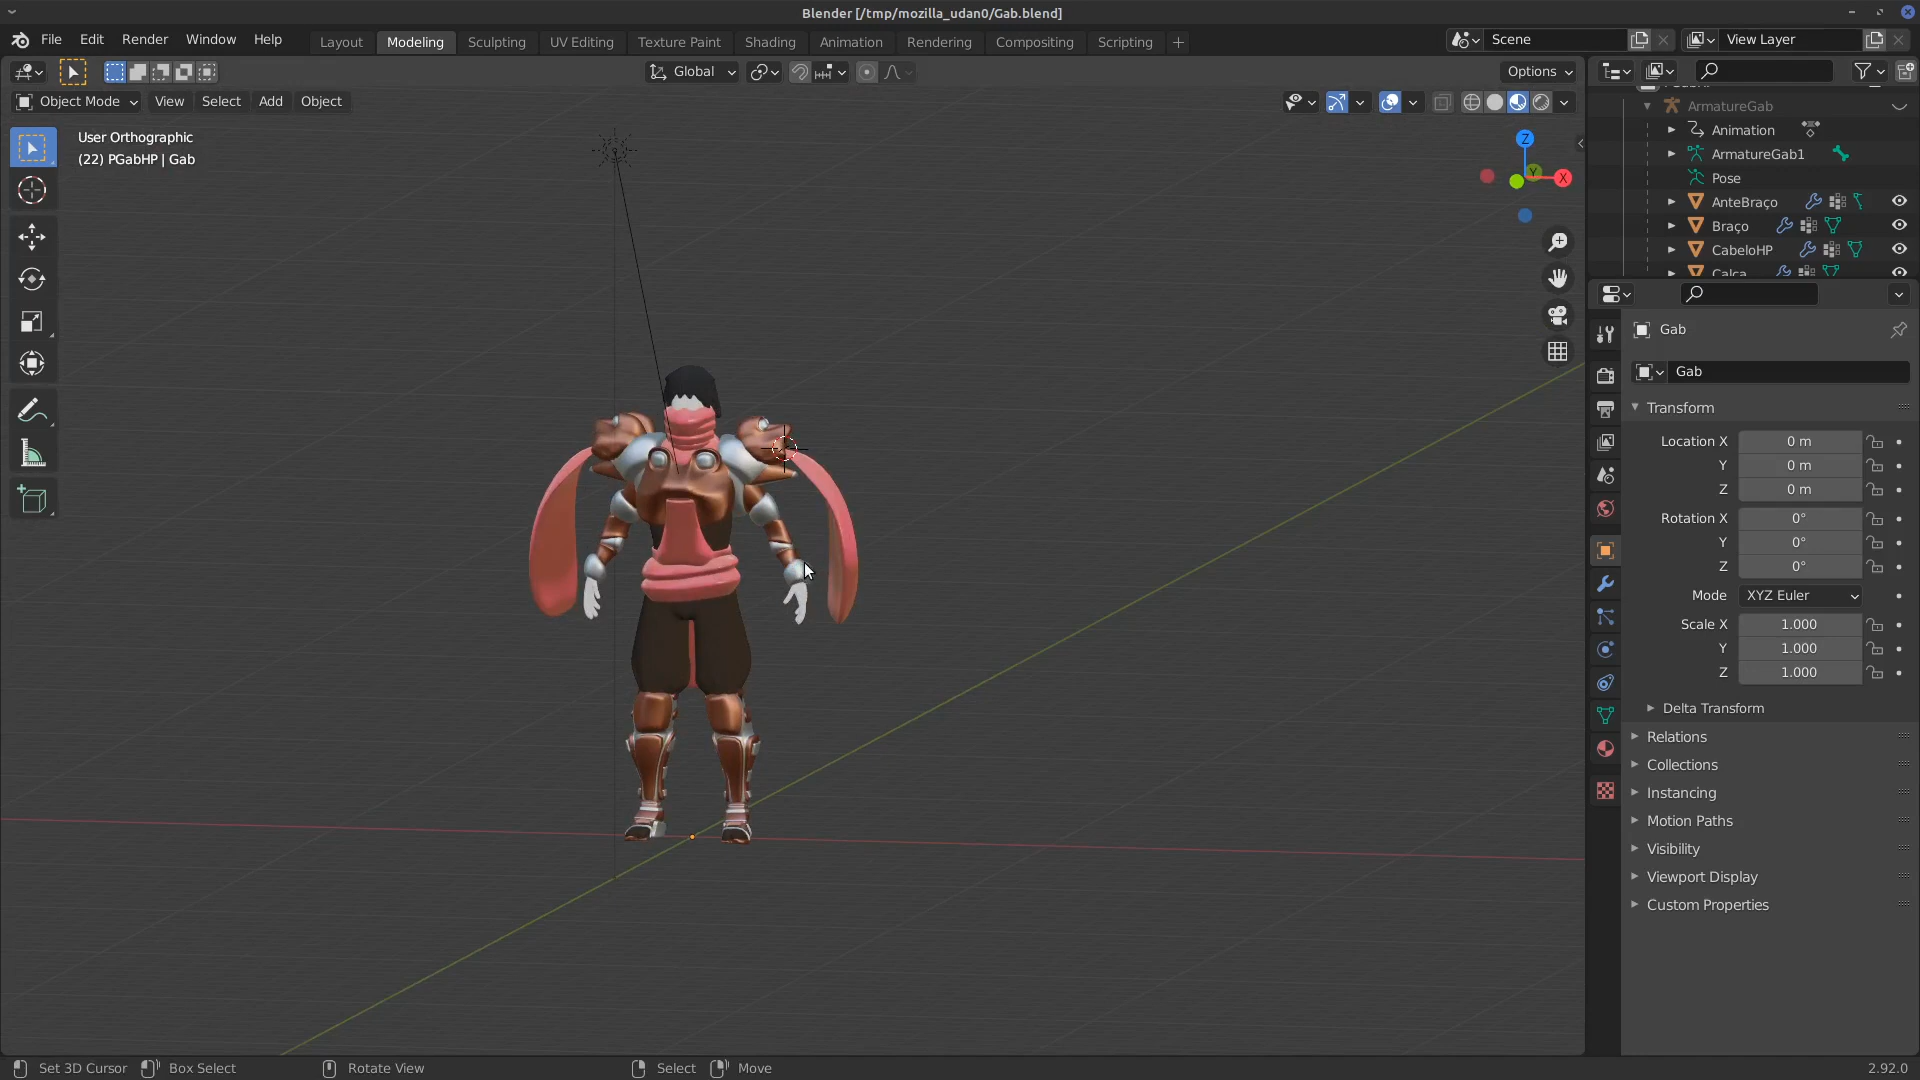 Blender [/tmp/mozilla_udan0/Gab.blend]
File Edit Render Window Help
Layout Modeling Sculpting UV Editing Texture Paint Shading Animation Rendering Compositing Scripting +
Scene
View Layer
Global
Options
Object Mode View Select Add Object
User Orthographic
(22) PGabHP | Gab
Z
Y
X
ArmatureGab
Animation
ArmatureGab1
Pose
AnteBraço
Braço
CabeloHP
Calça
Gab
Gab
Transform
Location X 0 m
Y 0 m
Z 0 m
Rotation X 0°
Y 0°
Z 0°
Mode XYZ Euler
Scale X 1.000
Y 1.000
Z 1.000
Delta Transform
Relations
Collections
Instancing
Motion Paths
Visibility
Viewport Display
Custom Properties
Set 3D Cursor Box Select Rotate View Select Move 2.92.0